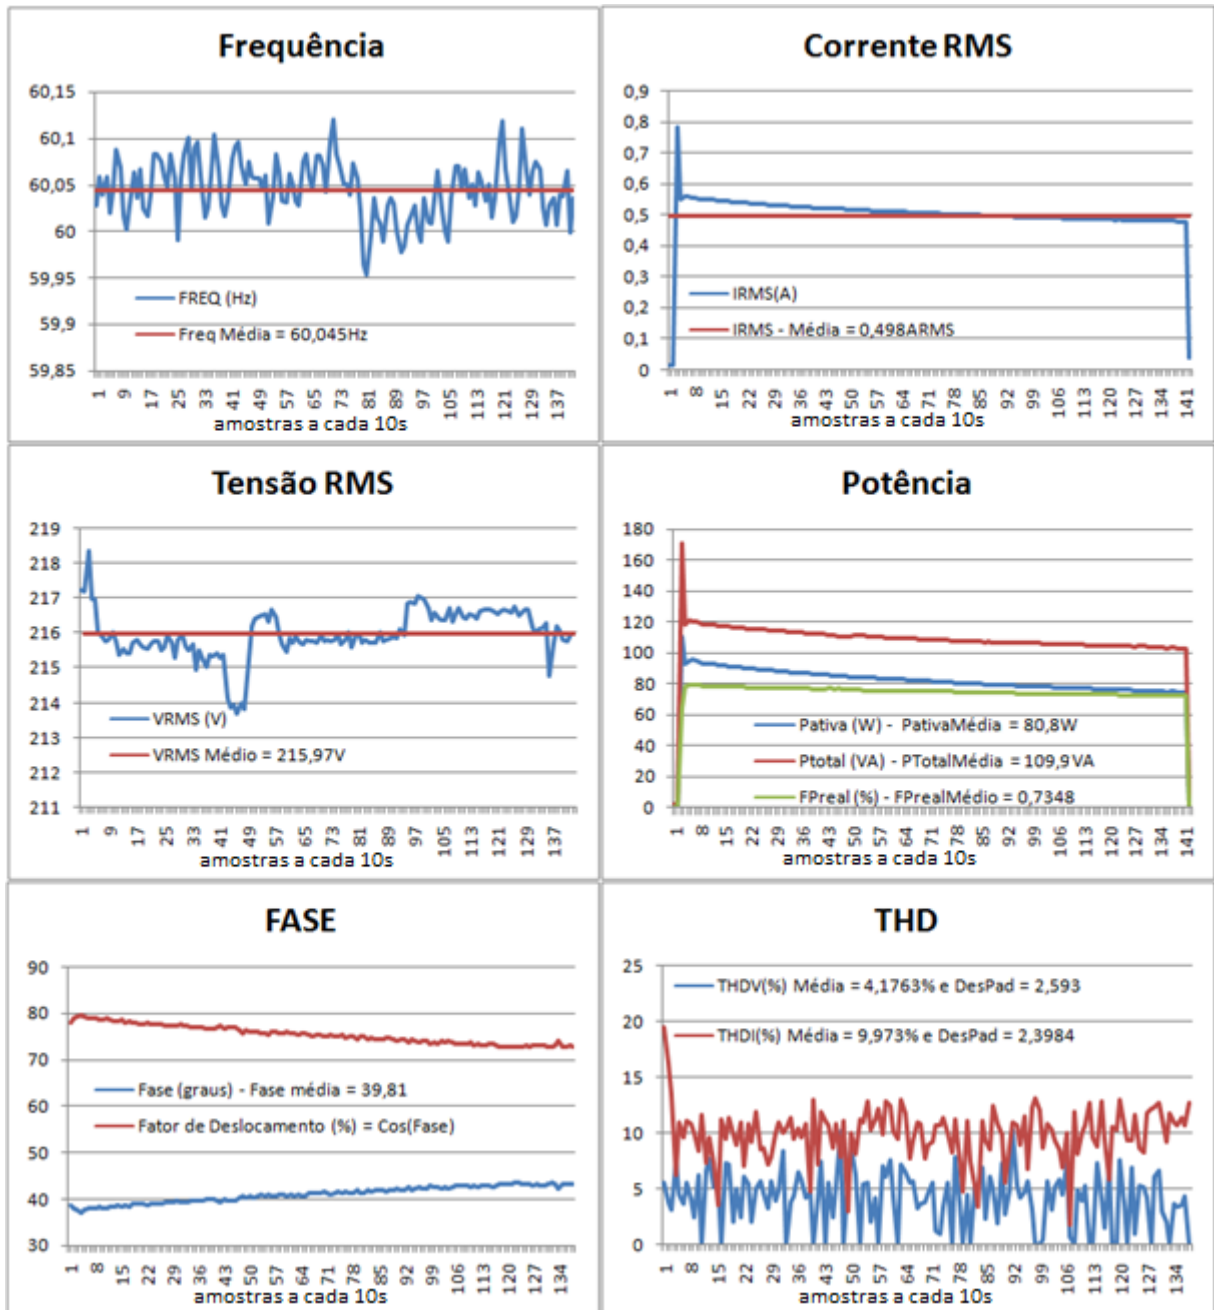 Frequência
60,15
60,1
60,05
60
59,95
59,9
59,85
FREQ (Hz)
Freq Média = 60,045Hz
1 9 17 25 33 41 49 57 65 73 81 89 97 105 113 121 129 137
amostras a cada 10s
Corrente RMS
0,9
0,8
0,7
0,6
0,5
0,4
0,3
0,2
0,1
0
IRMS(A)
IRMS - Média = 0,498ARMS
1 8 15 22 29 36 43 50 57 64 71 78 85 92 99 106 113 120 127 134 141
amostras a cada 10s
Tensão RMS
219
218
217
216
215
214
213
212
211
VRMS (V)
VRMS Médio = 215,97V
1 9 17 25 33 41 49 57 65 73 81 89 97 105 113 121 129 137
amostras a cada 10s
Potência
180
160
140
120
100
80
60
40
20
0
Pativa (W) - PativaMédia = 80,8W
Ptotal (VA) - PTotalMédia = 109,9VA
FPreal (%) - FPrealMédio = 0,7348
1 8 15 22 29 36 43 50 57 64 71 78 85 92 99 106 113 120 127 134 141
amostras a cada 10s
FASE
90
80
70
60
50
40
30
Fase (graus) - Fase média = 39,81
Fator de Deslocamento (%) = Cos(Fase)
1 8 15 22 29 36 43 50 57 64 71 78 85 92 99 106 113 120 127 134
amostras a cada 10s
THD
25
20
15
10
5
0
THDV(%) Média = 4,1763% e DesPad = 2,593
THDI(%) Média = 9,973% e DesPad = 2,3984
1 8 15 22 29 36 43 50 57 64 71 78 85 92 99 106 113 120 127 134
amostras a cada 10s